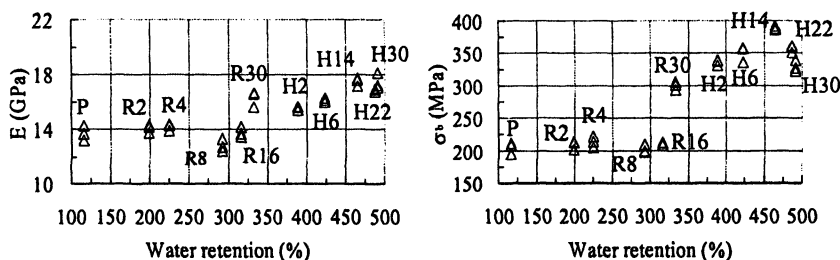 22
18
14
10
E (GPa)
P
R2
R4
R8
R16
R30
H2
H6
H14
H22
H30
100 150 200 250 300 350 400 450 500
Water retention (%)
400
350
300
250
200
150
σb (MPa)
P
R2
R4
R8
R16
R30
H2
H6
H14
H22
H30
100 150 200 250 300 350 400 450 500
Water retention (%)